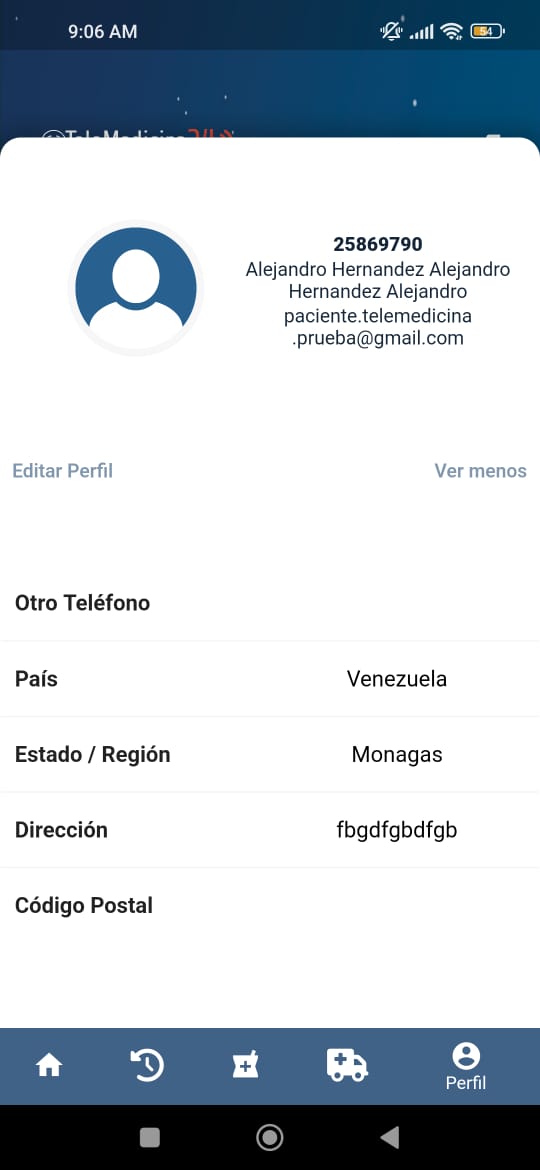 9:06 AM
54
TeleMedicina24
25869790
Alejandro Hernandez Alejandro
Hernandez Alejandro
paciente.telemedicina
.prueba@gmail.com
Editar Perfil
Ver menos
Otro Teléfono
País
Venezuela
Estado / Región
Monagas
Dirección
fbgdfgbdfgb
Código Postal
Perfil